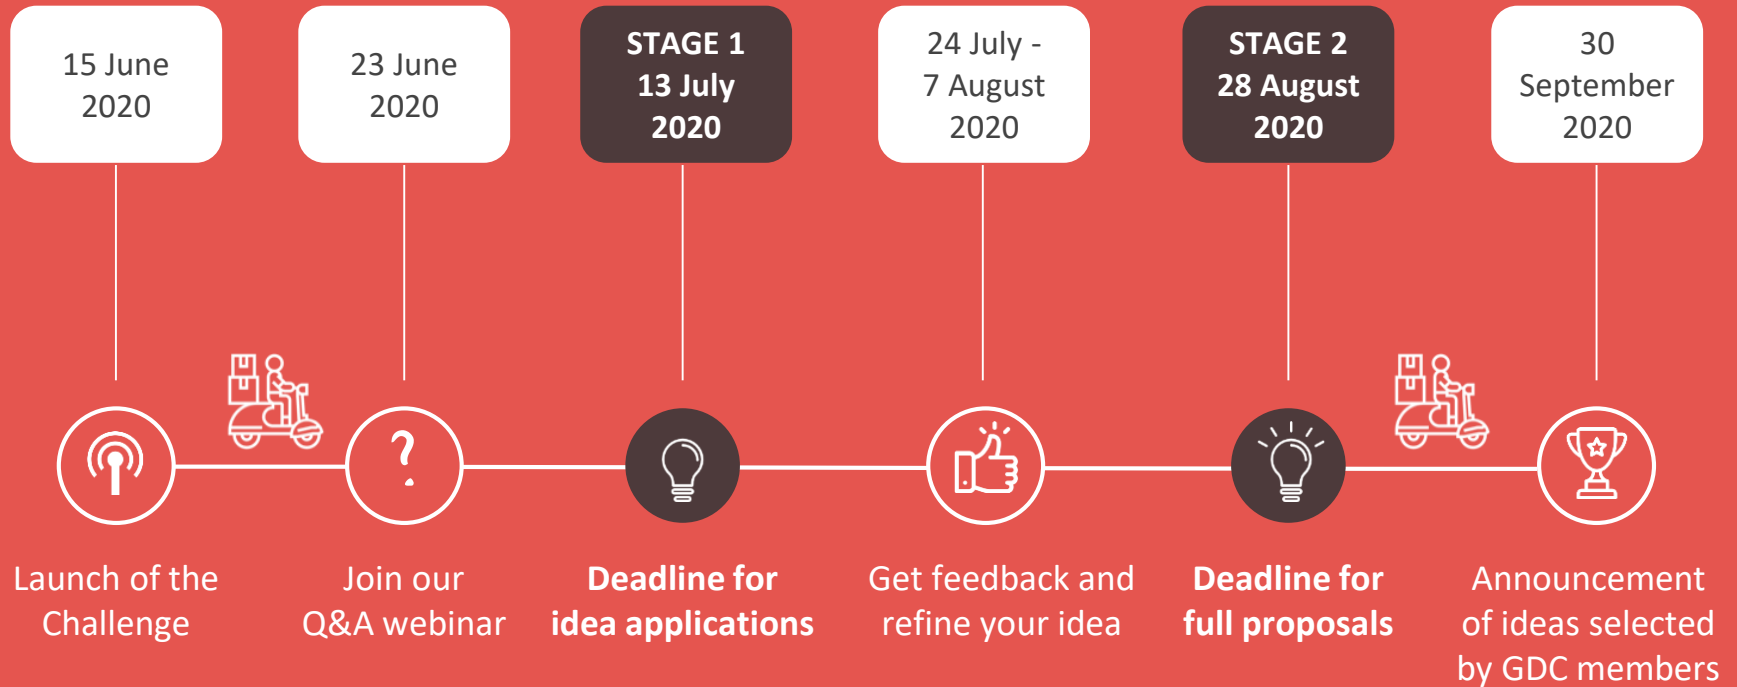 15 June
2020
23 June
2020
STAGE 1
13 July
2020
24 July -
7 August
2020
STAGE 2
28 August
2020
30
September
2020
?
Launch of the
Challenge
Join our
Q&A webinar
Deadline for
idea applications
Get feedback and
refine your idea
Deadline for
full proposals
Announcement
of ideas selected
by GDC members